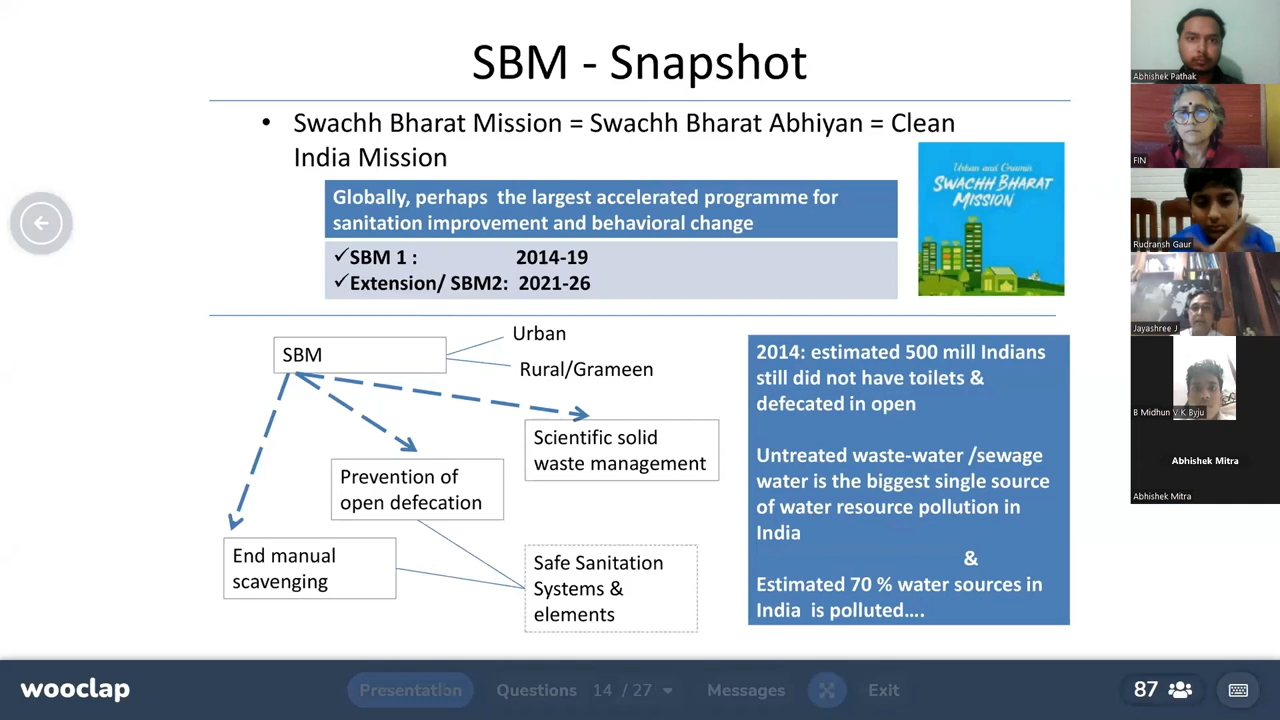 SBM - Snapshot
• Swachh Bharat Mission = Swachh Bharat Abhiyan = Clean
India Mission
Globally, perhaps the largest accelerated programme for
sanitation improvement and behavioral change
✓SBM 1 : 2014-19
✓Extension/ SBM2: 2021-26
Urban and Grameen
SWACHH BHARAT
MISSION
SBM
Urban
Rural/Grameen
Scientific solid
waste management
Prevention of
open defecation
End manual
scavenging
Safe Sanitation
Systems &
elements
2014: estimated 500 mill Indians
still did not have toilets &
defecated in open
Untreated waste-water /sewage
water is the biggest single source
of water resource pollution in
India
&
Estimated 70 % water sources in
India is polluted....
Abhishek Pathak
FIN
Rudransh Gaur
Jayashree J
B Midhun V K Byju
Abhishek Mitra
Abhishek Mitra
wooclap
Presentation
Questions
14 / 27
Messages
Exit
87